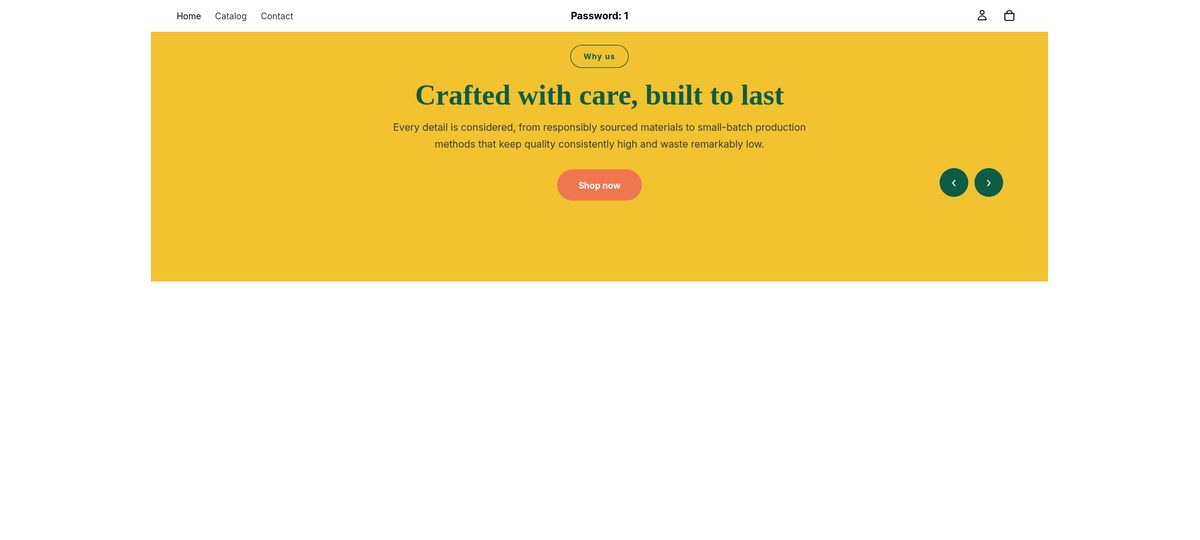 Home Catalog Contact
Password: 1
Why us
Crafted with care, built to last
Every detail is considered, from responsibly sourced materials to small-batch production
methods that keep quality consistently high and waste remarkably low.
Shop now
‹ ›